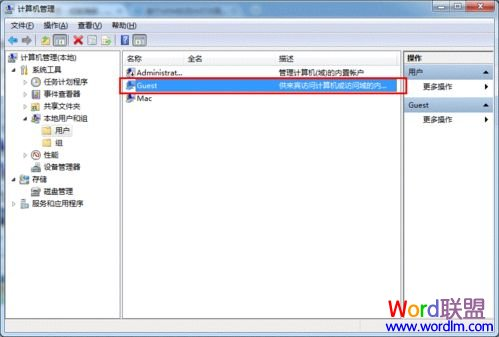 计算机管理
文件(F) 操作(A) 查看(V) 帮助(H)
计算机管理(本地)
系统工具
任务计划程序
事件查看器
共享文件夹
本地用户和组
用户
组
性能
设备管理器
存储
磁盘管理
服务和应用程序
名称 全名 描述
Administrat... 管理计算机(域)的内置帐户
Guest 供来宾访问计算机或访问域的内...
Mac
操作
用户
更多操作
Guest
更多操作
Word联盟
www.wordlm.com